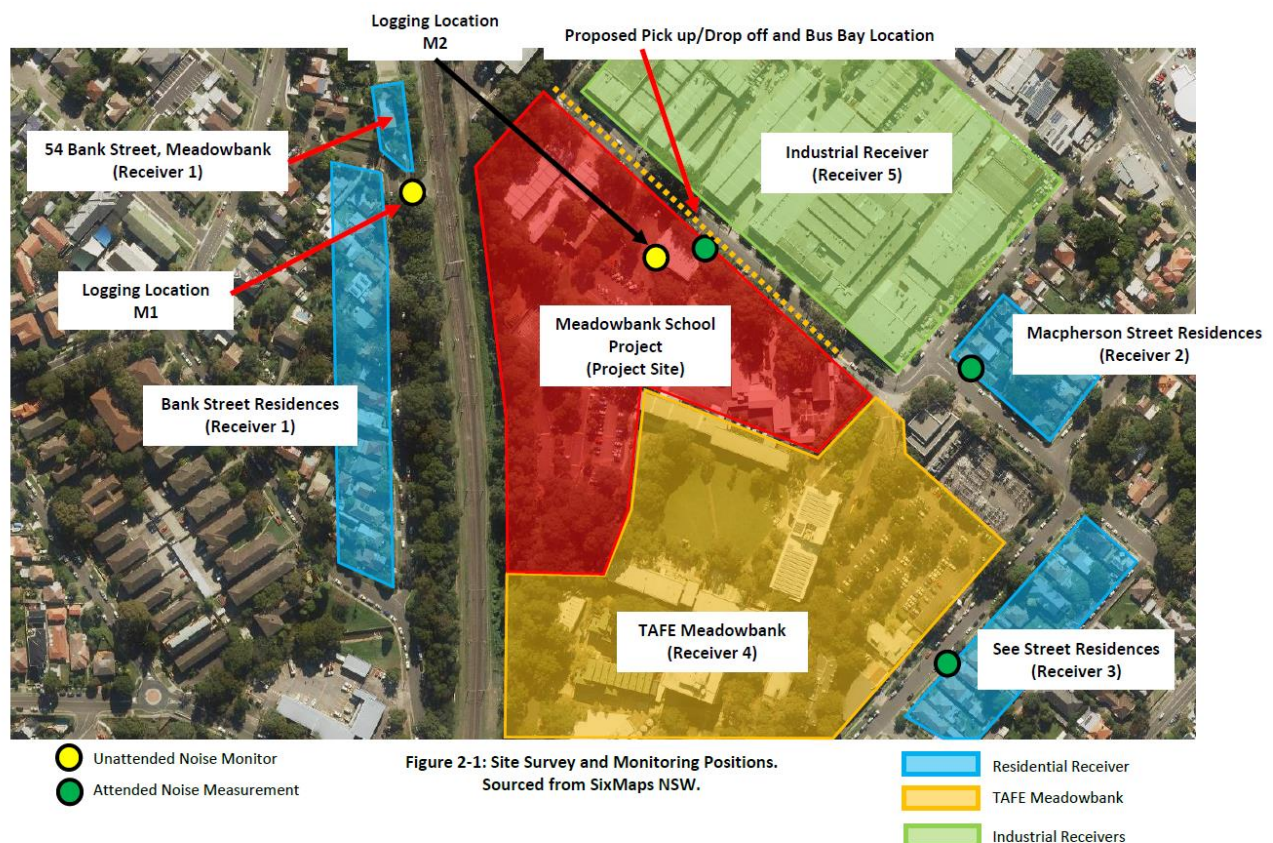 Logging Location
M2
Proposed Pick up/Drop off and Bus Bay Location
54 Bank Street, Meadowbank
(Receiver 1)
Industrial Receiver
(Receiver 5)
Logging Location
M1
Meadowbank School
Project
(Project Site)
Macpherson Street Residences
(Receiver 2)
Bank Street Residences
(Receiver 1)
TAFE Meadowbank
(Receiver 4)
See Street Residences
(Receiver 3)
Unattended Noise Monitor
Attended Noise Measurement
Figure 2-1: Site Survey and Monitoring Positions.
Sourced from SixMaps NSW.
Residential Receiver
TAFE Meadowbank
Industrial Receivers